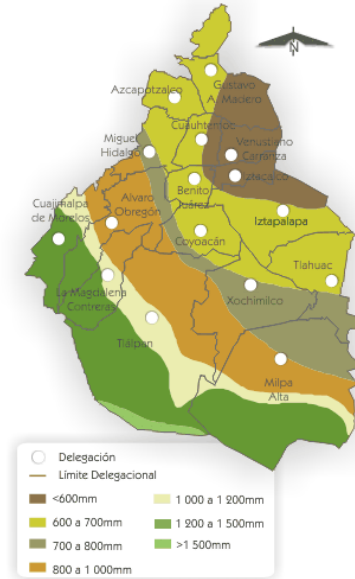 N
Gustavo
A. Madero
Azcapotzalco
Cuauhtemoc
Miguel
Hidalgo
Venustieno
Carranza
Iztacalco
Cuajimalpa
de Morelos
Alvaro
Obregón
Benito
Juárez
Iztapalapa
Coyoacán
Tlahuac
La Magdalena
Contreras
Xochimilco
Tlalpan
Milpa
Alta
Delegación
Límite Delegacional
<600mm
1 000 a 1 200mm
600 a 700mm
1 200 a 1 500mm
700 a 800mm
>1 500mm
800 a 1 000mm